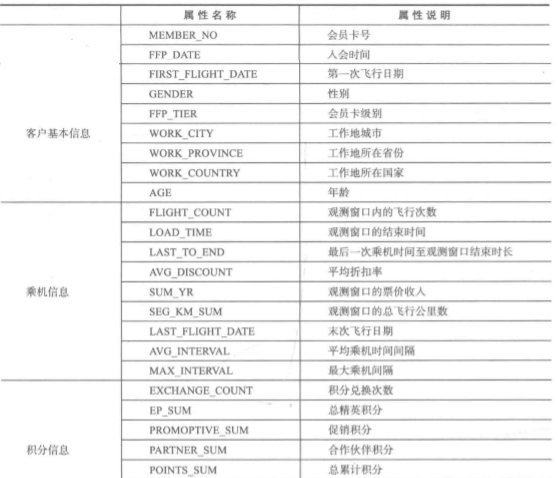 属性名称 属性说明
客户基本信息
MEMBER_NO 会员卡号
FFP_DATE 入会时间
FIRST_FLIGHT_DATE 第一次飞行日期
GENDER 性别
FFP_TIER 会员卡级别
WORK_CITY 工作地城市
WORK_PROVINCE 工作地所在省份
WORK_COUNTRY 工作地所在国家
AGE 年龄
乘机信息
FLIGHT_COUNT 观测窗口内的飞行次数
LOAD_TIME 观测窗口的结束时间
LAST_TO_END 最后一次乘机时间至观测窗口结束时长
AVG_DISCOUNT 平均折扣率
SUM_YR 观测窗口的票价收入
SEG_KM_SUM 观测窗口的总飞行公里数
LAST_FLIGHT_DATE 末次飞行日期
AVG_INTERVAL 平均乘机时间间隔
MAX_INTERVAL 最大乘机间隔
积分信息
EXCHANGE_COUNT 积分兑换次数
EP_SUM 总精英积分
PROMOPTIVE_SUM 促销积分
PARTNER_SUM 合作伙伴积分
POINTS_SUM 总累计积分